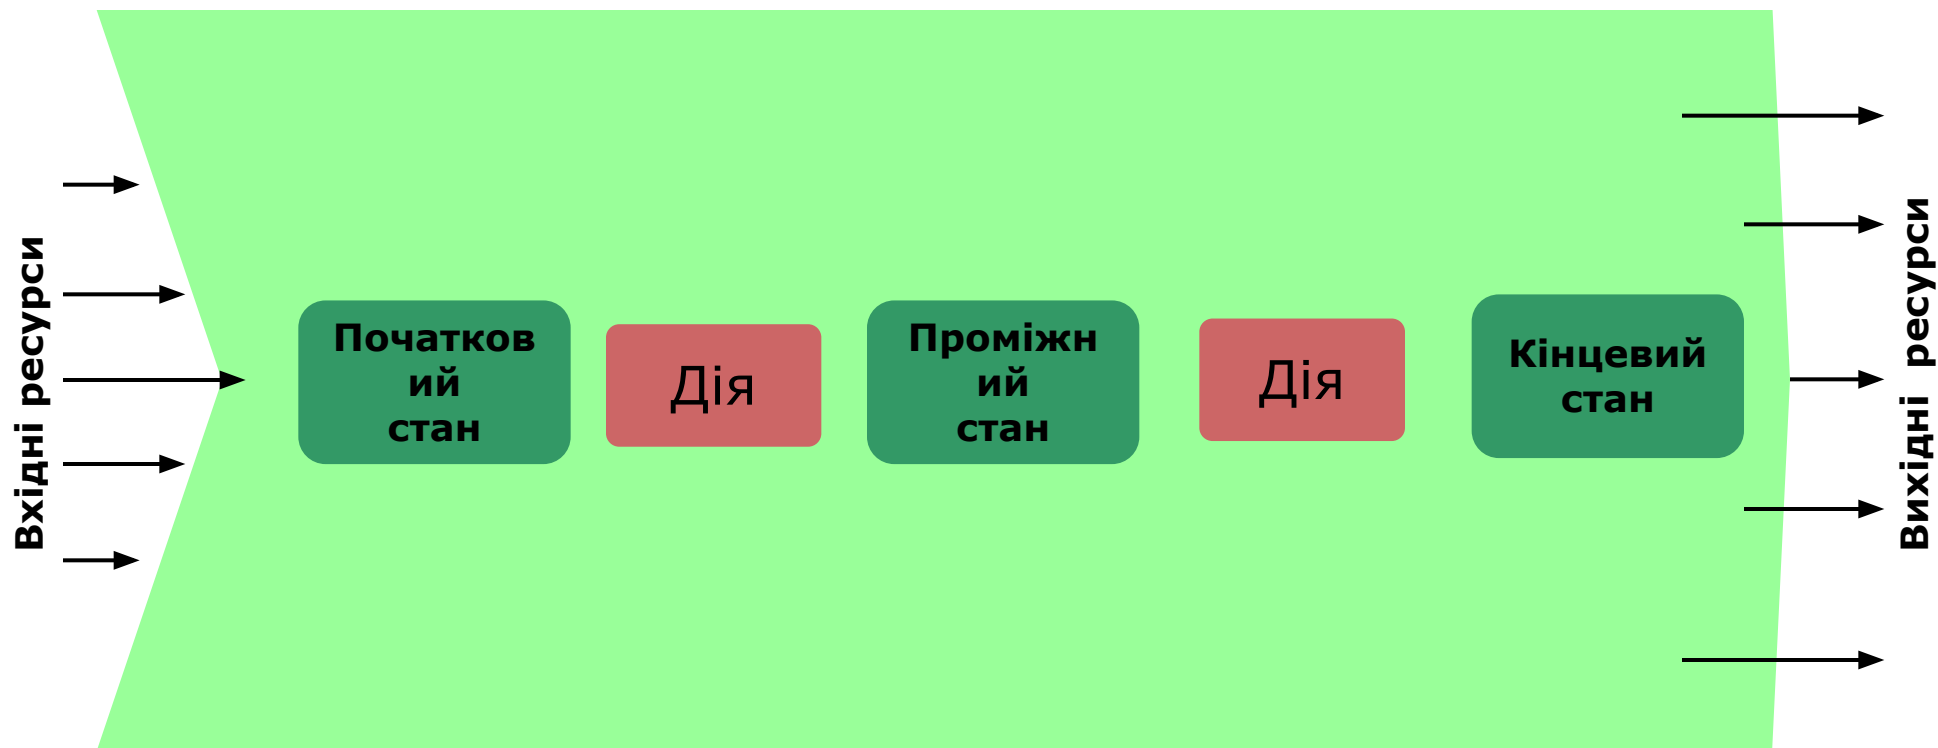 Вхідні ресурси
Початков
ий
стан
Дія
Проміжн
ий
стан
Дія
Кінцевий
стан
Вихідні ресурси